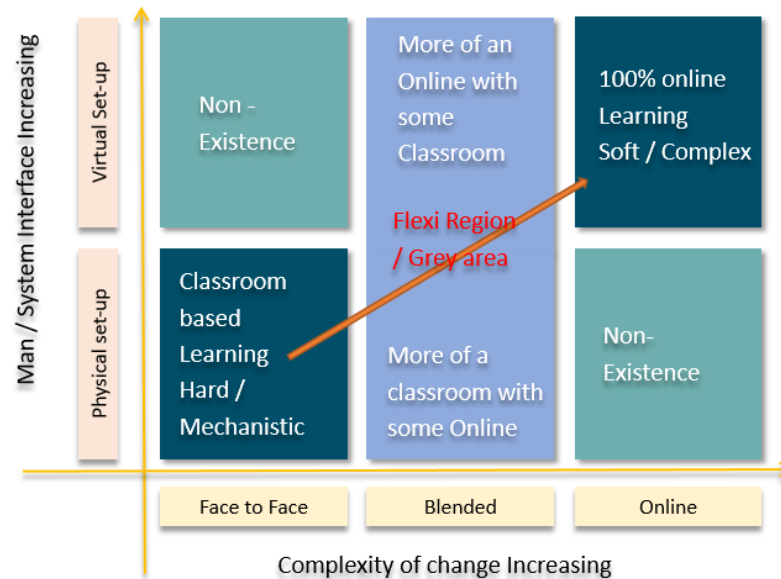 Man / System Interface Increasing
Virtual Set-up
Physical set-up
Non -
Existence
More of an
Online with
some
Classroom
100% online
Learning
Soft / Complex
Flexi Region
/ Grey area
Classroom
based
Learning
Hard /
Mechanistic
More of a
classroom with
some Online
Non-
Existence
Face to Face
Blended
Online
Complexity of change Increasing